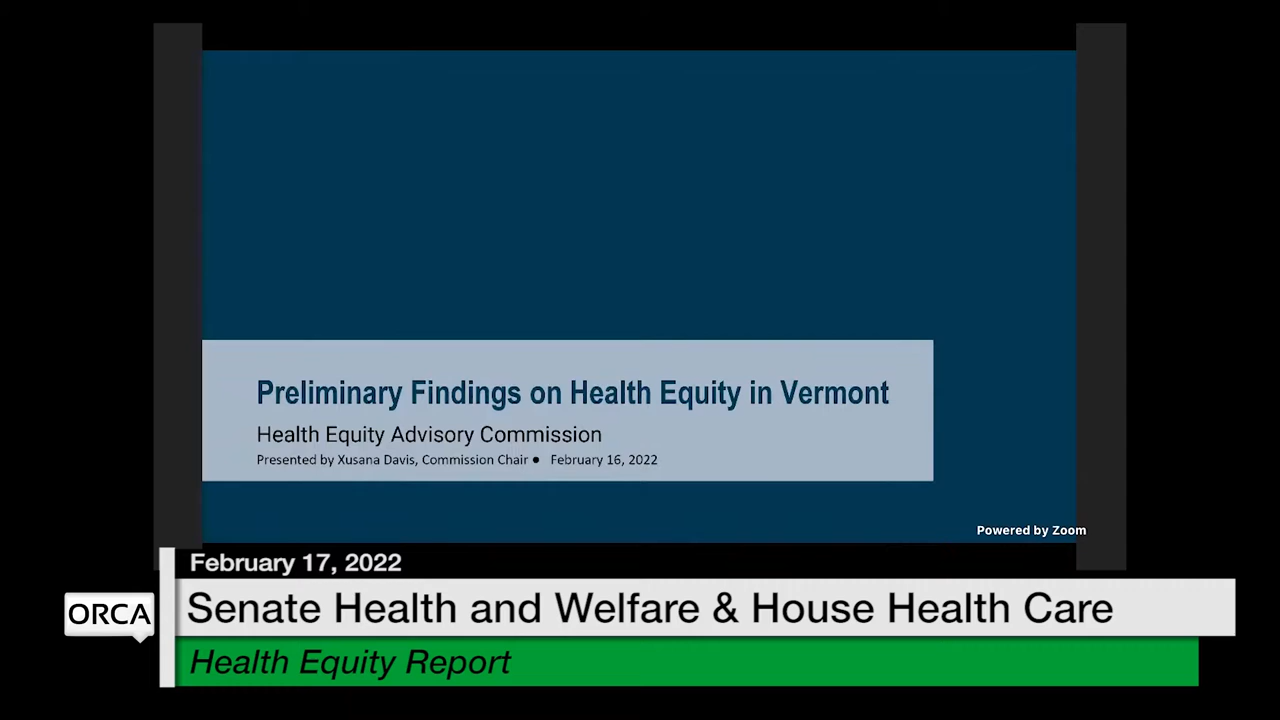 Preliminary Findings on Health Equity in Vermont
Health Equity Advisory Commission
Presented by Xusana Davis, Commission Chair ● February 16, 2022
Powered by Zoom
February 17, 2022
ORCA
Senate Health and Welfare & House Health Care
Health Equity Report